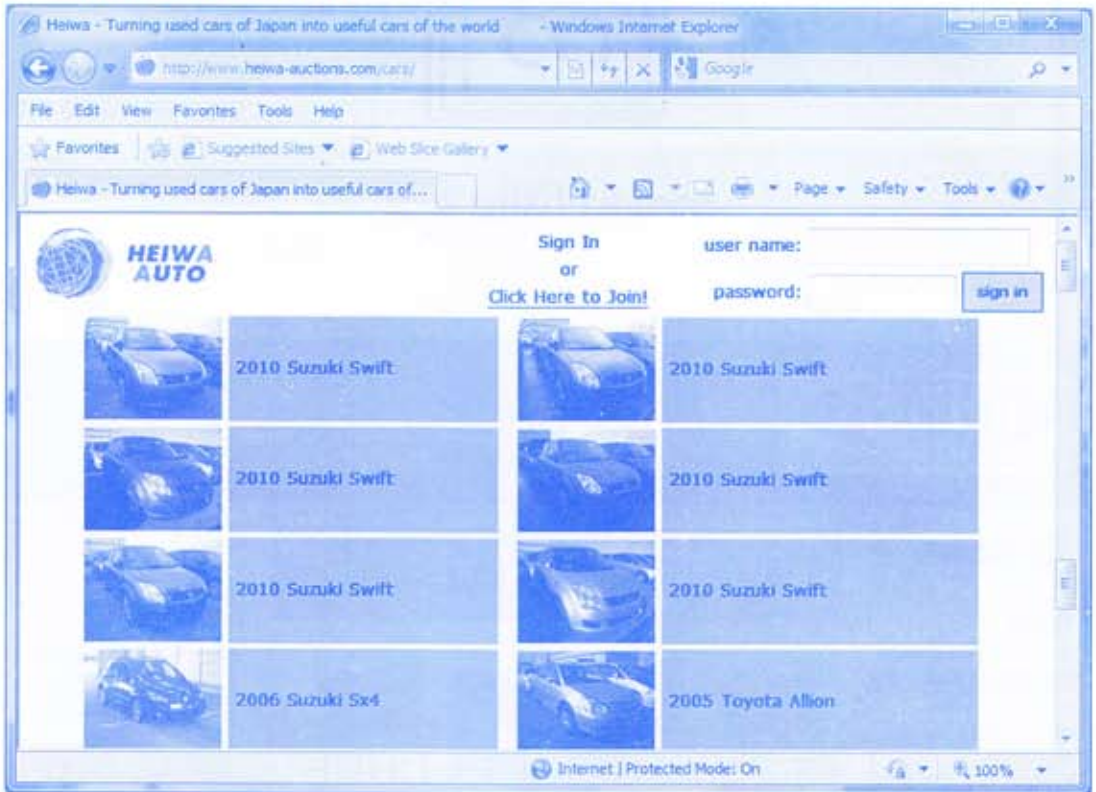 Heiwa - Turning used cars of Japan into useful cars of the world - Windows Internet Explorer
http://www.heiwa-auctions.com/cars/
Google
File Edit View Favorites Tools Help
Favorites Suggested Sites Web Slice Gallery
Heiwa - Turning used cars of Japan into useful cars of...
Page Safety Tools
HEIWA
AUTO
Sign In
or
Click Here to Join!
user name:
password:
sign in
2010 Suzuki Swift
2010 Suzuki Swift
2010 Suzuki Swift
2010 Suzuki Swift
2010 Suzuki Swift
2010 Suzuki Swift
2006 Suzuki Sx4
2005 Toyota Allion
Internet | Protected Mode: On
100%